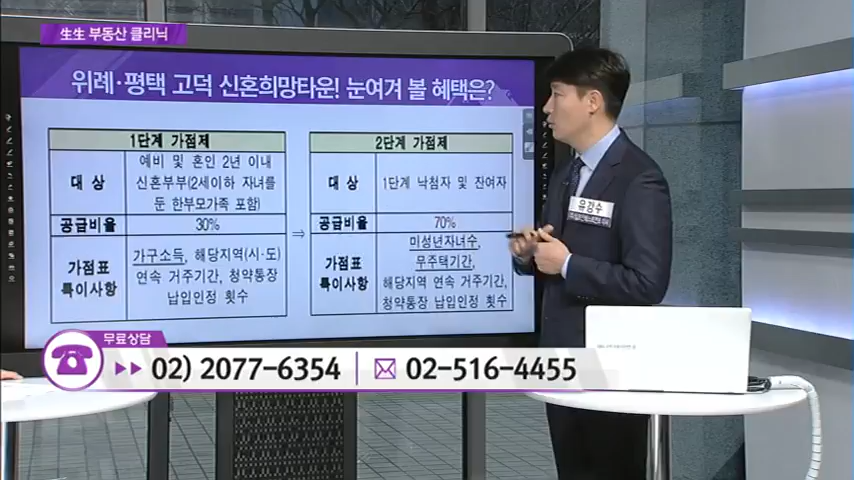 生生 부동산 클리닉
위례·평택 고덕 신혼희망타운! 눈여겨 볼 혜택은?
1단계 가점제
대 상
예비 및 혼인 2년 이내
신혼부부(2세이하 자녀를
둔 한부모가족 포함)
공급비율
30%
가점표
특이사항
가구소득, 해당지역(시·도)
연속 거주기간, 청약통장
납입인정 횟수
⇨
2단계 가점제
대 상
1단계 낙첨자 및 잔여자
공급비율
70%
가점표
특이사항
미성년자녀수,
무주택기간,
해당지역 연속 거주기간,
청약통장 납입인정 횟수
유강수
무료상담
02) 2077-6354
02-516-4455